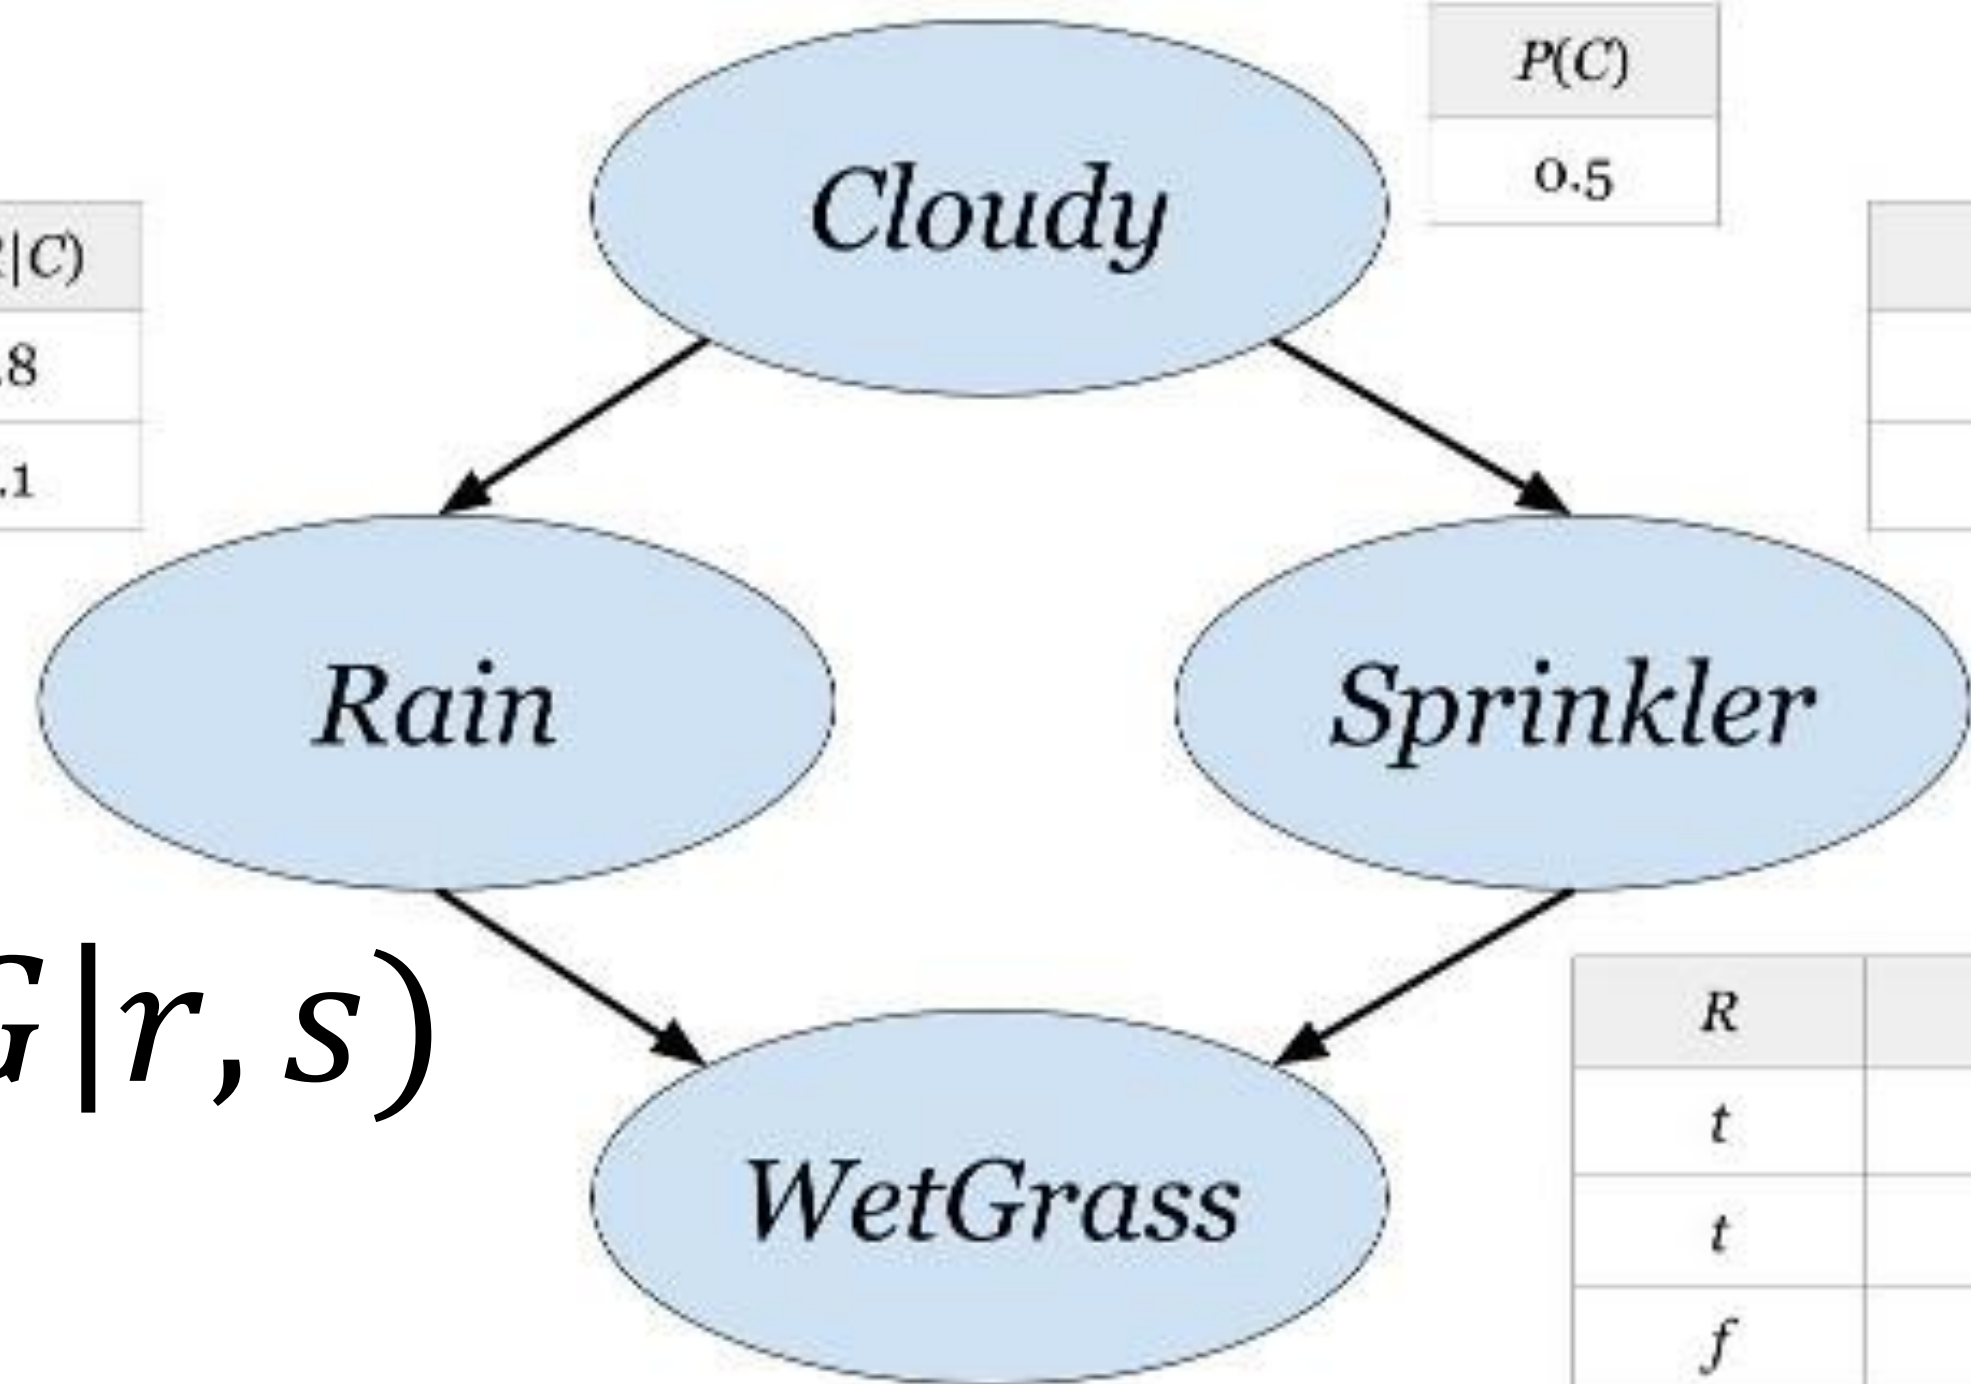 P(C)
0.5
Cloudy
|C)
.8
.1
Rain
Sprinkler
G|r, s)
WetGrass
R
t
t
f